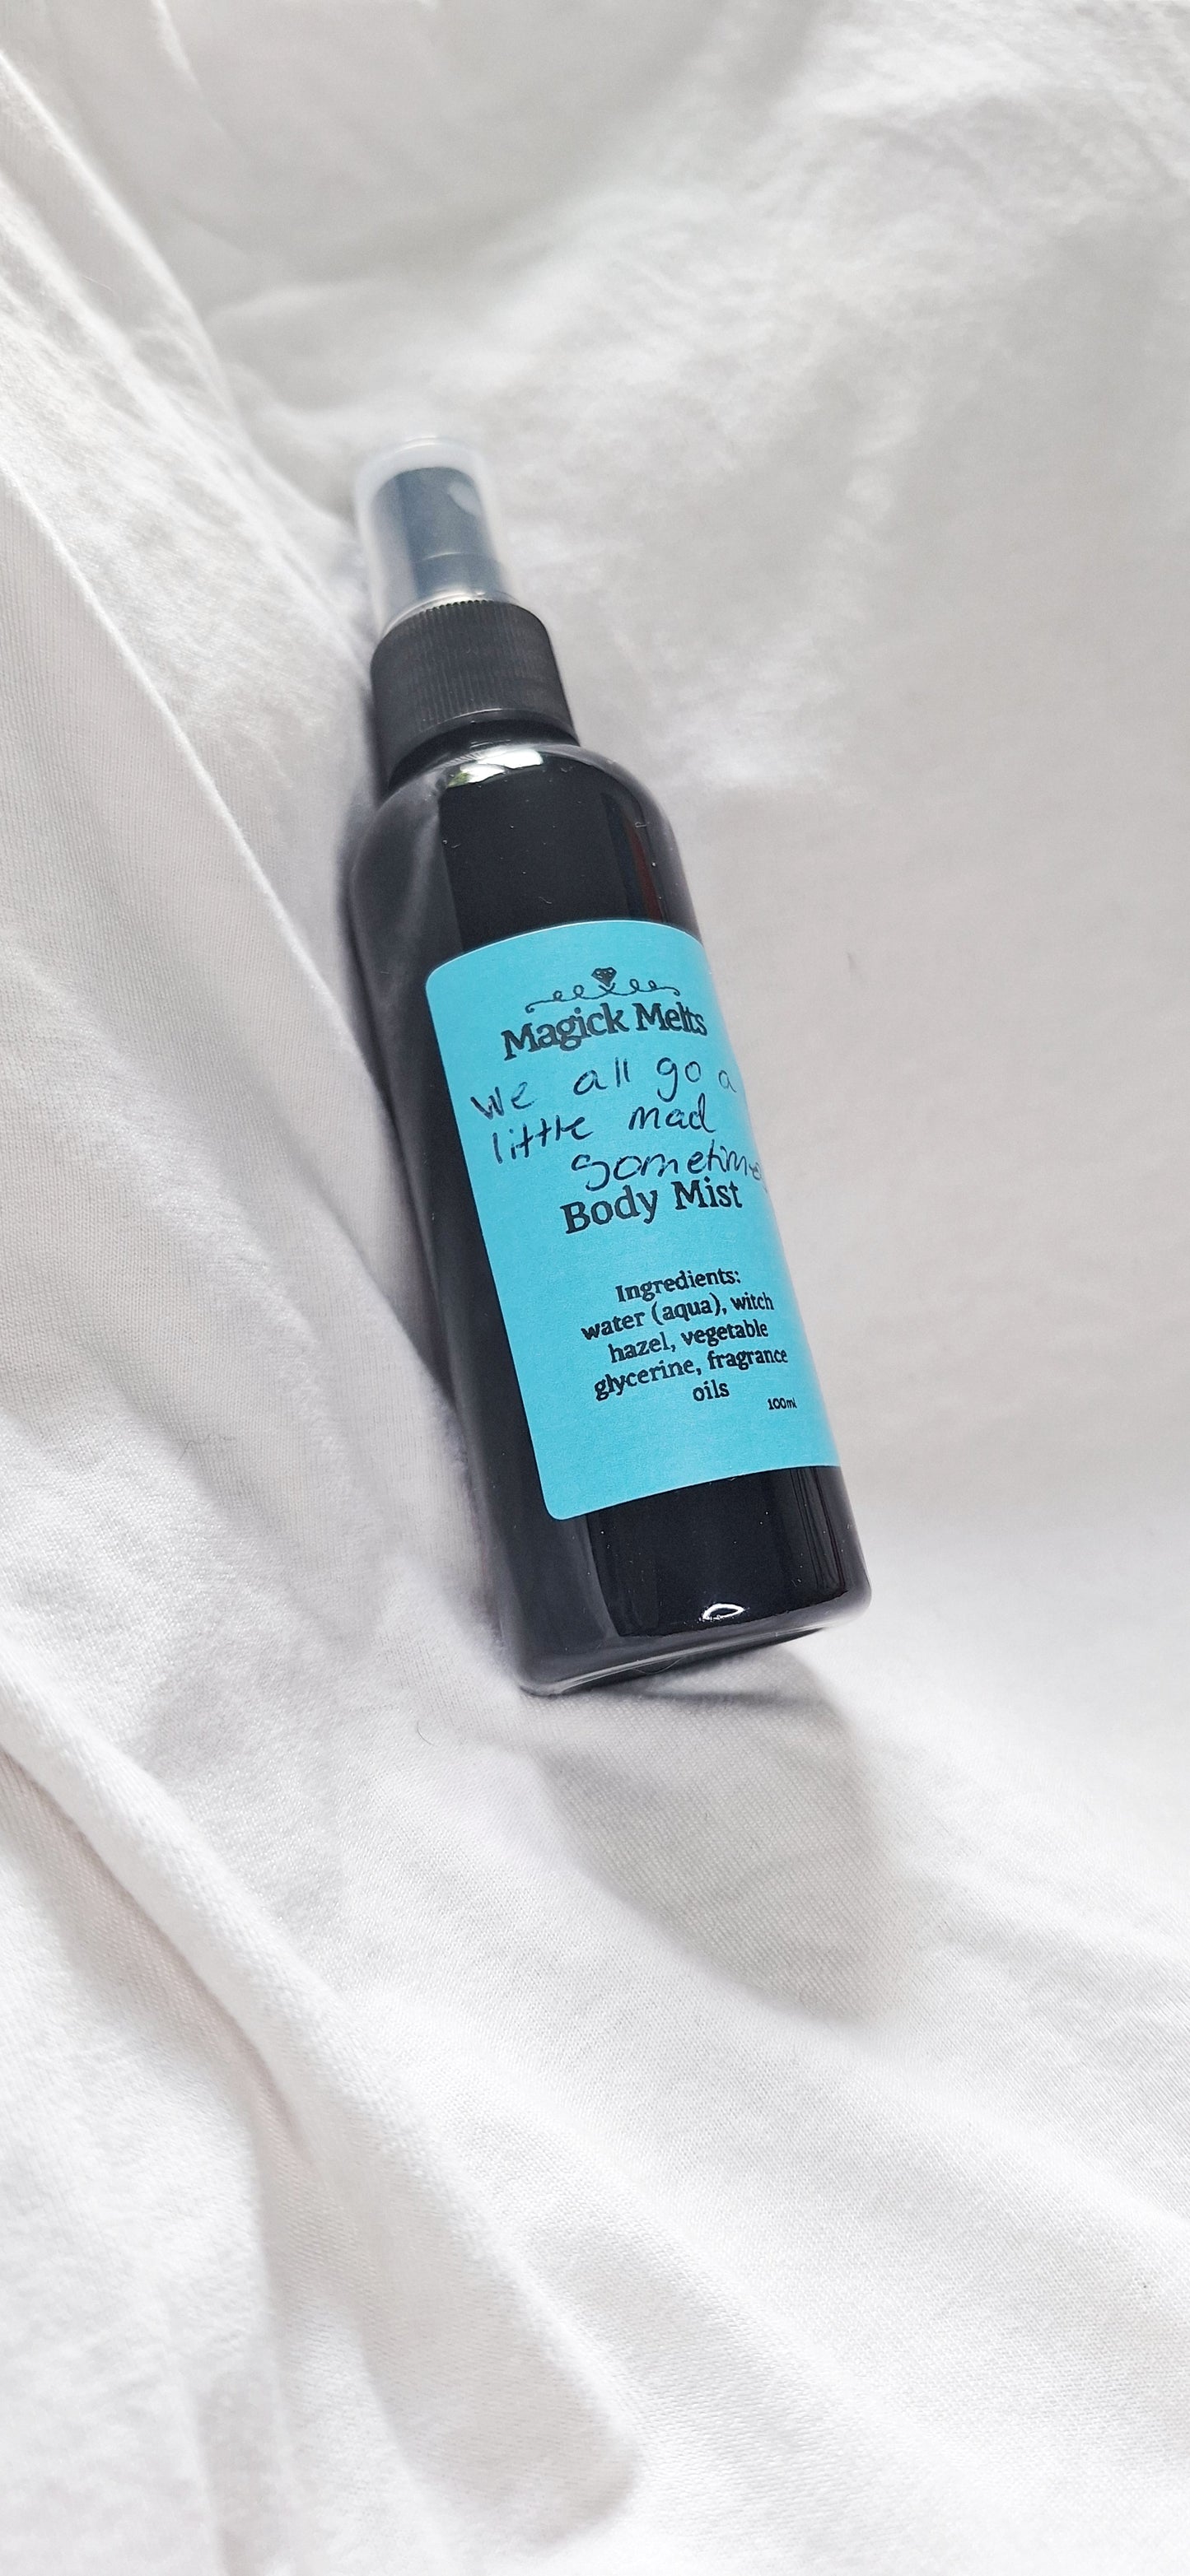 Magick Melts
We all go a
little mad
Sometime
Body Mist
Ingredients:
water (aqua), witch
hazel, vegetable
glycerine, fragrance
oils
100ml